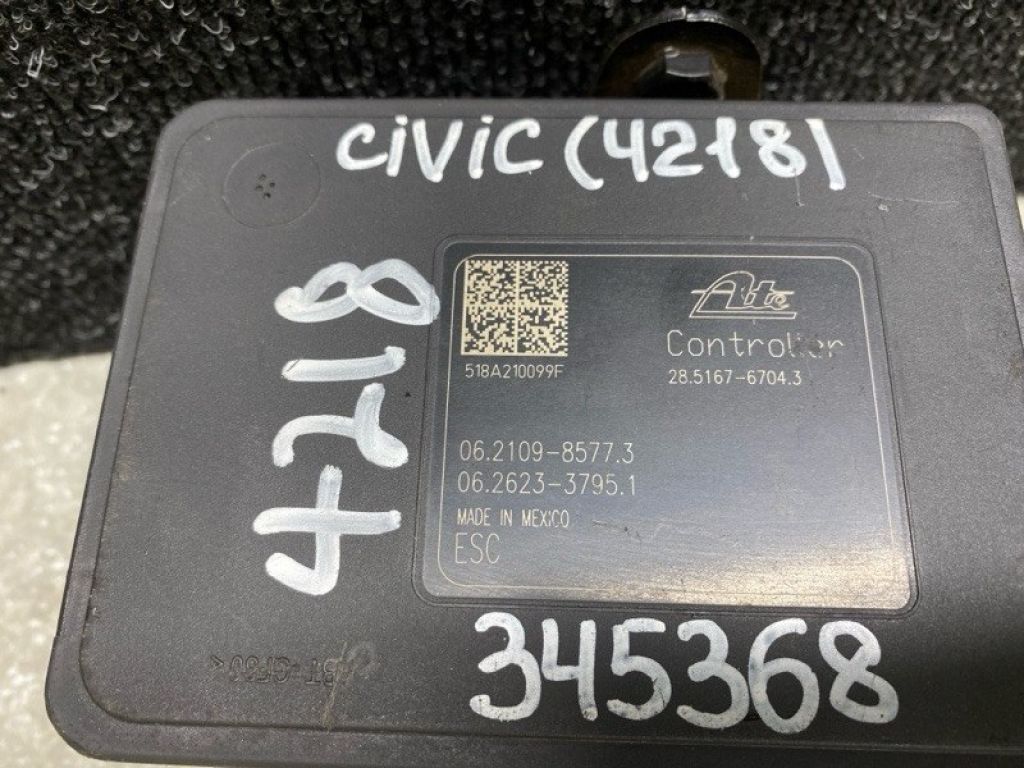 CiViC (4218)
4218
518A210099F
Ate
Controller
28.5167-6704.3
06.2109-8577.3
06.2623-3795.1
MADE IN MEXICO
ESC
345368